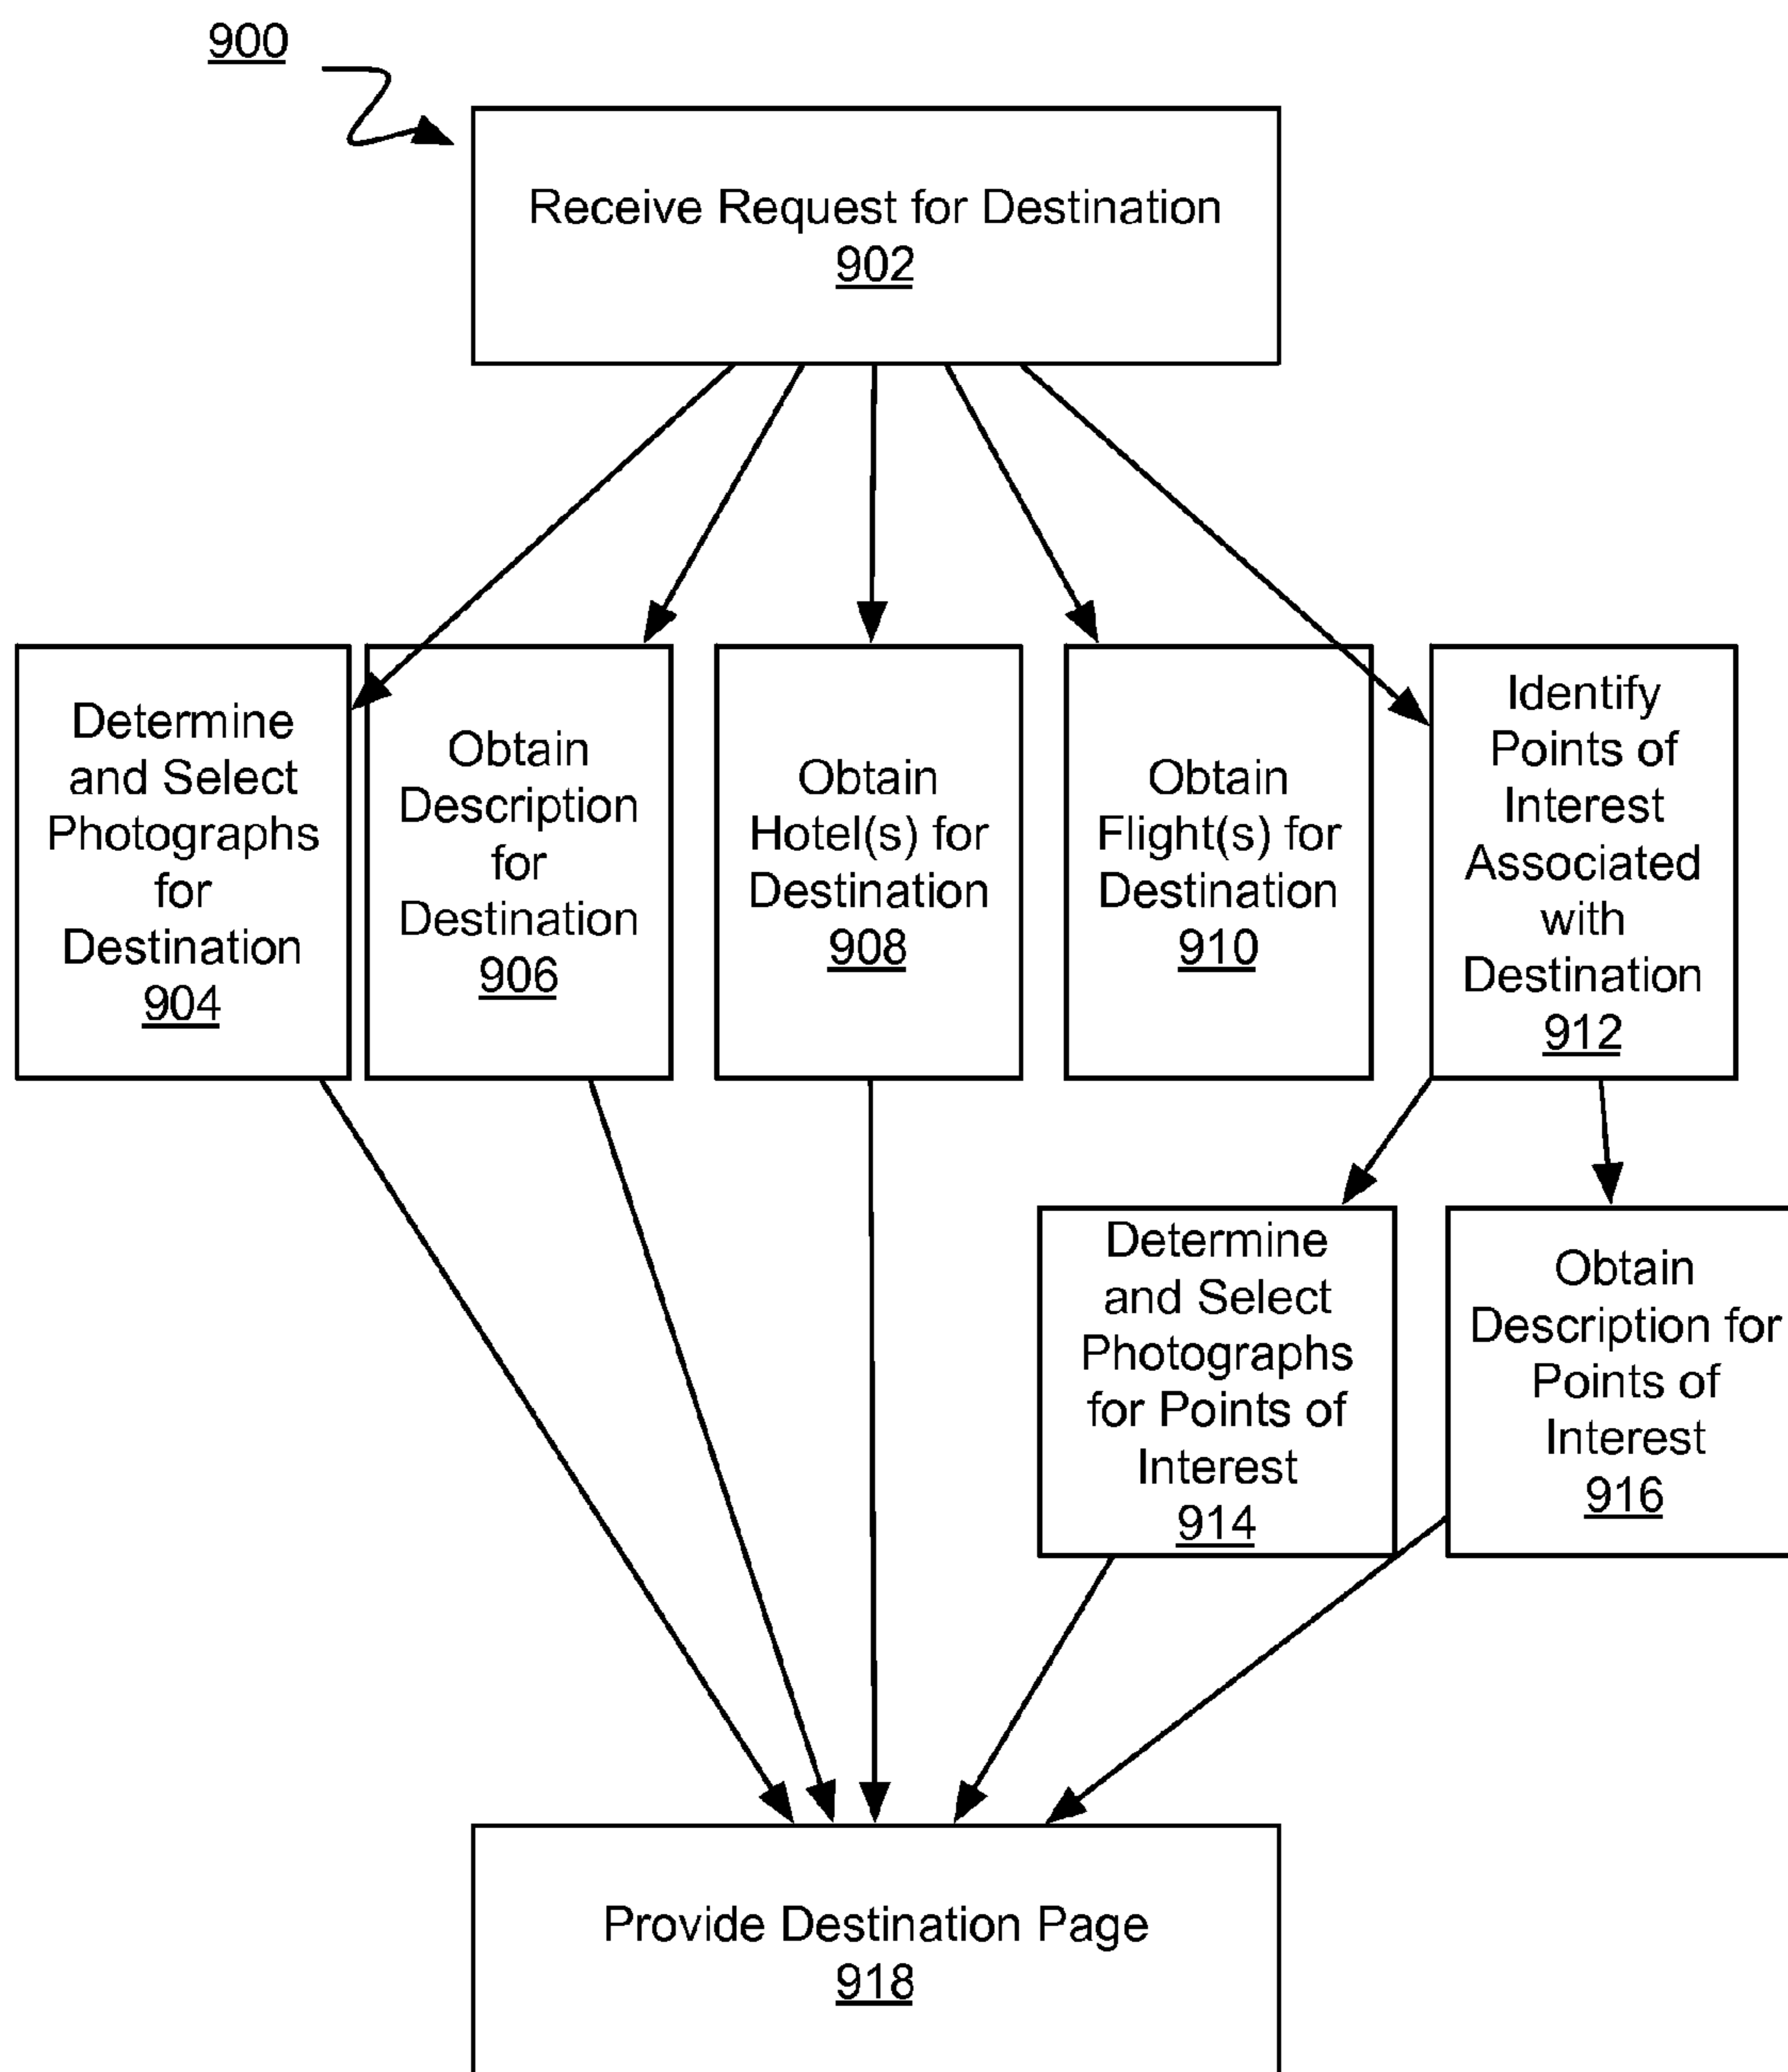 900
Receive Request for Destination
902
Determine
and Select
Photographs
for
Destination
904
Obtain
Description
for
Destination
906
Obtain
Hotel(s) for
Destination
908
Obtain
Flight(s) for
Destination
910
Identify
Points of
Interest
Associated
with
Destination
912
Determine
and Select
Photographs
for Points of
Interest
914
Obtain
Description for
Points of
Interest
916
Provide Destination Page
918